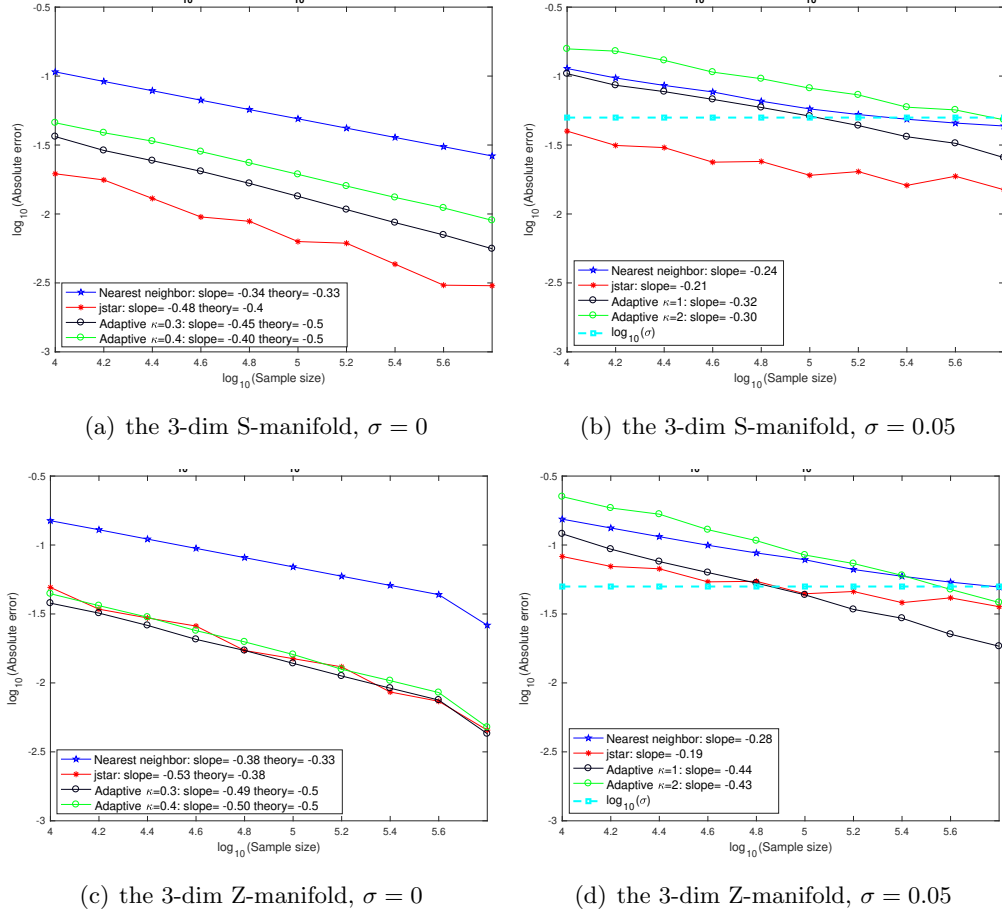 10 10
-0.5
-1
-1.5
-2
-2.5
-3
log10(Absolute error)
Nearest neighbor: slope= -0.34 theory= -0.33
jstar: slope= -0.48 theory= -0.4
Adaptive κ=0.3: slope= -0.45 theory= -0.5
Adaptive κ=0.4: slope= -0.40 theory= -0.5
4 4.2 4.4 4.6 4.8 5 5.2 5.4 5.6
log10(Sample size)
(a) the 3-dim S-manifold, σ = 0
10 10
-0.5
-1
-1.5
-2
-2.5
-3
log10(Absolute error)
Nearest neighbor: slope= -0.24
jstar: slope= -0.21
Adaptive κ=1: slope= -0.32
Adaptive κ=2: slope= -0.30
log10(σ)
4 4.2 4.4 4.6 4.8 5 5.2 5.4 5.6
log10(Sample size)
(b) the 3-dim S-manifold, σ = 0.05
10 10
-0.5
-1
-1.5
-2
-2.5
-3
log10(Absolute error)
Nearest neighbor: slope= -0.38 theory= -0.33
jstar: slope= -0.53 theory= -0.38
Adaptive κ=0.3: slope= -0.49 theory= -0.5
Adaptive κ=0.4: slope= -0.50 theory= -0.5
4 4.2 4.4 4.6 4.8 5 5.2 5.4 5.6
log10(Sample size)
(c) the 3-dim Z-manifold, σ = 0
10 10
-0.5
-1
-1.5
-2
-2.5
-3
log10(Absolute error)
Nearest neighbor: slope= -0.28
jstar: slope= -0.19
Adaptive κ=1: slope= -0.44
Adaptive κ=2: slope= -0.43
log10(σ)
4 4.2 4.4 4.6 4.8 5 5.2 5.4 5.6
log10(Sample size)
(d) the 3-dim Z-manifold, σ = 0.05